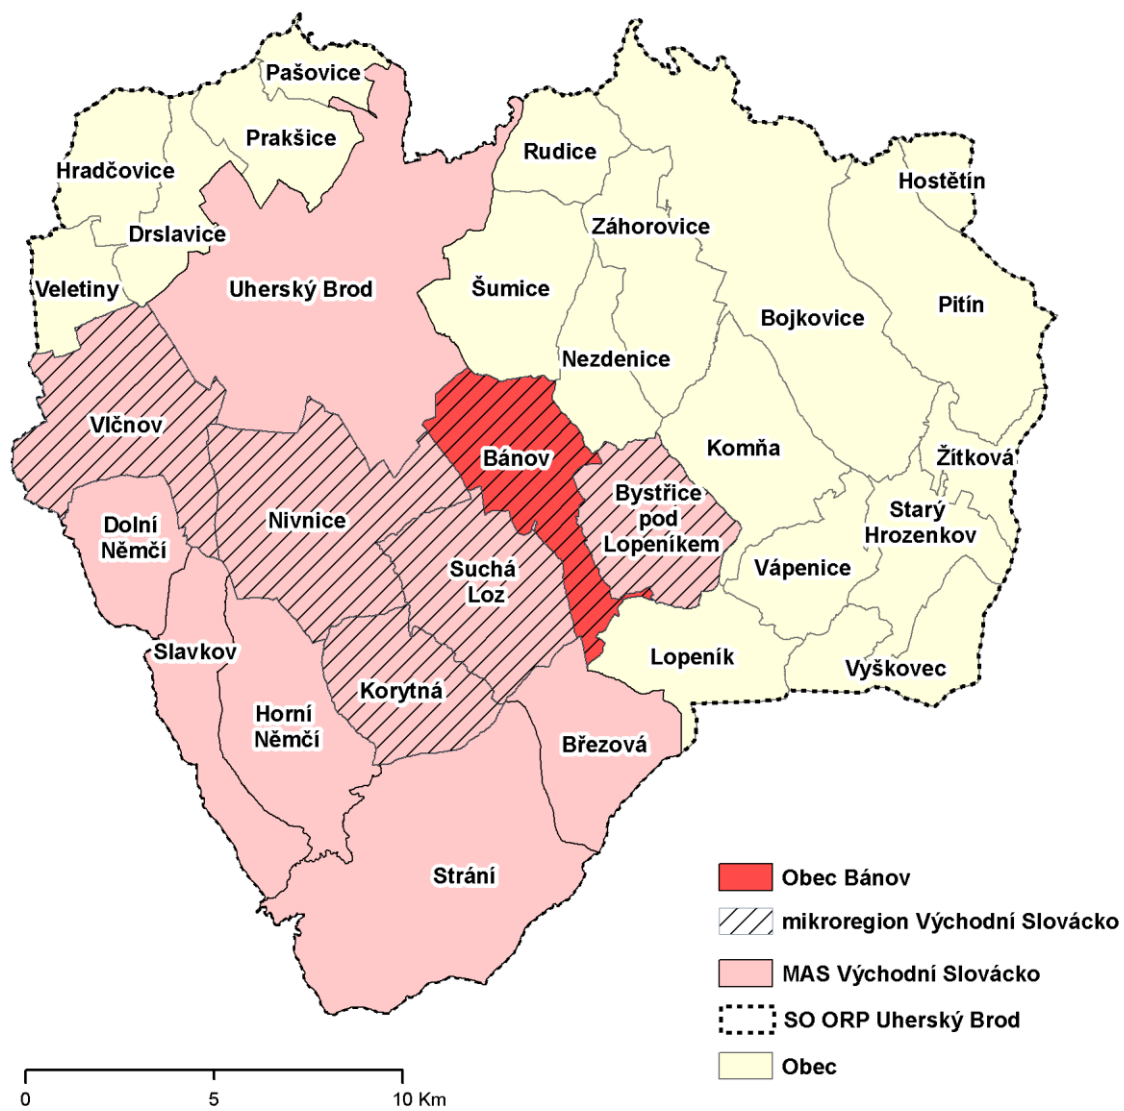 Pašovice
Prakšice
Rudice
Hradčovice
Hostětín
Drslavice
Záhorovice
Veletiny
Uherský Brod
Šumice
Pitín
Bojkovice
Nezdenice
Vlčnov
Komňa
Bánov
Žítková
Bystřice
pod
Lopeníkem
Starý
Hrozenkov
Dolní
Němčí
Nivnice
Suchá
Loz
Vápenice
Slavkov
Lopeník
Vyškovec
Korytná
Horní
Němčí
Březová
Strání
Obec Bánov
mikroregion Východní Slovácko
MAS Východní Slovácko
SO ORP Uherský Brod
Obec
0 5 10 Km